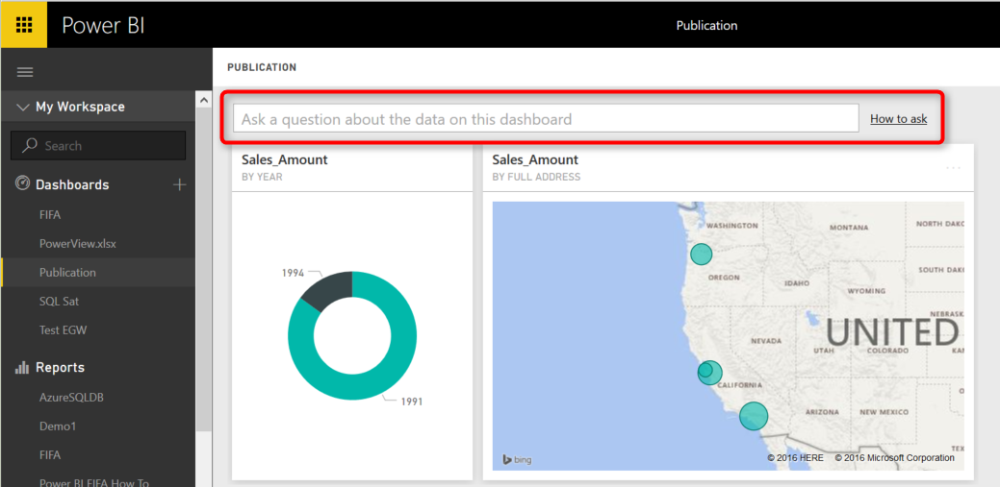 Power BI
Publication
My Workspace
Search
Dashboards
FIFA
PowerView.xlsx
Publication
SQL Sat
Test EGW
Reports
AzureSQLDB
Demo1
FIFA
Power BI FIFA How To
PUBLICATION
Ask a question about the data on this dashboard
How to ask
Sales_Amount
BY YEAR
1994
1991
Sales_Amount
BY FULL ADDRESS
...
WASHINGTON
MONTANA
NORTH DAKO
OREGON
IDAHO
SOUTH DAK
WYOMING
NEBRASK
UNITED
NEVADA
UTAH
COLORADO
KAN
CALIFORNIA
ARIZONA
NEW MEXICO
O
TEX
bing
© 2016 HERE © 2016 Microsoft Corporation